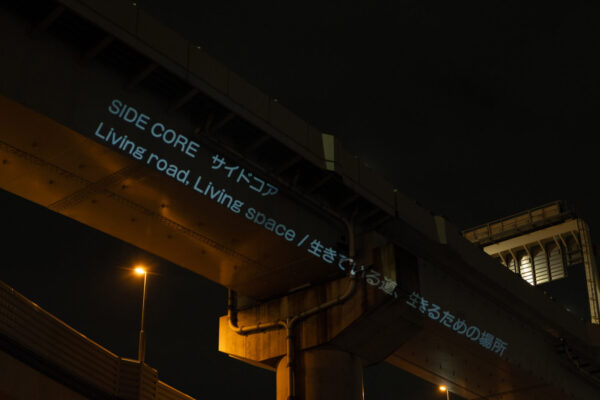 SIDE CORE サイドコア
Living road, Living space / 生きている道、生きるための場所